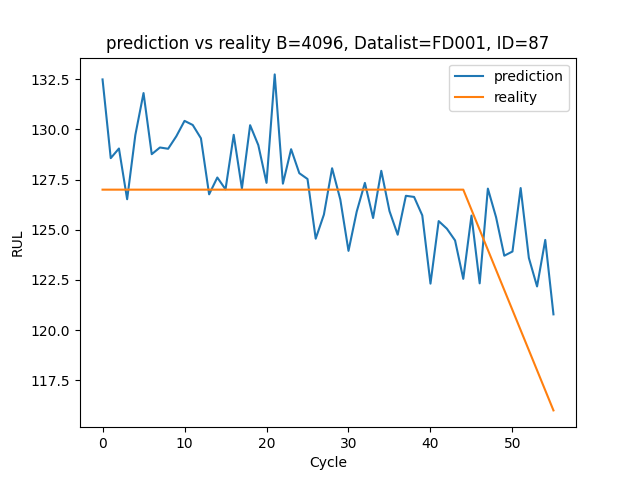 prediction vs reality B=4096, Datalist=FD001, ID=87
prediction
reality
132.5
130.0
127.5
125.0
122.5
120.0
117.5
RUL
0 10 20 30 40 50
Cycle